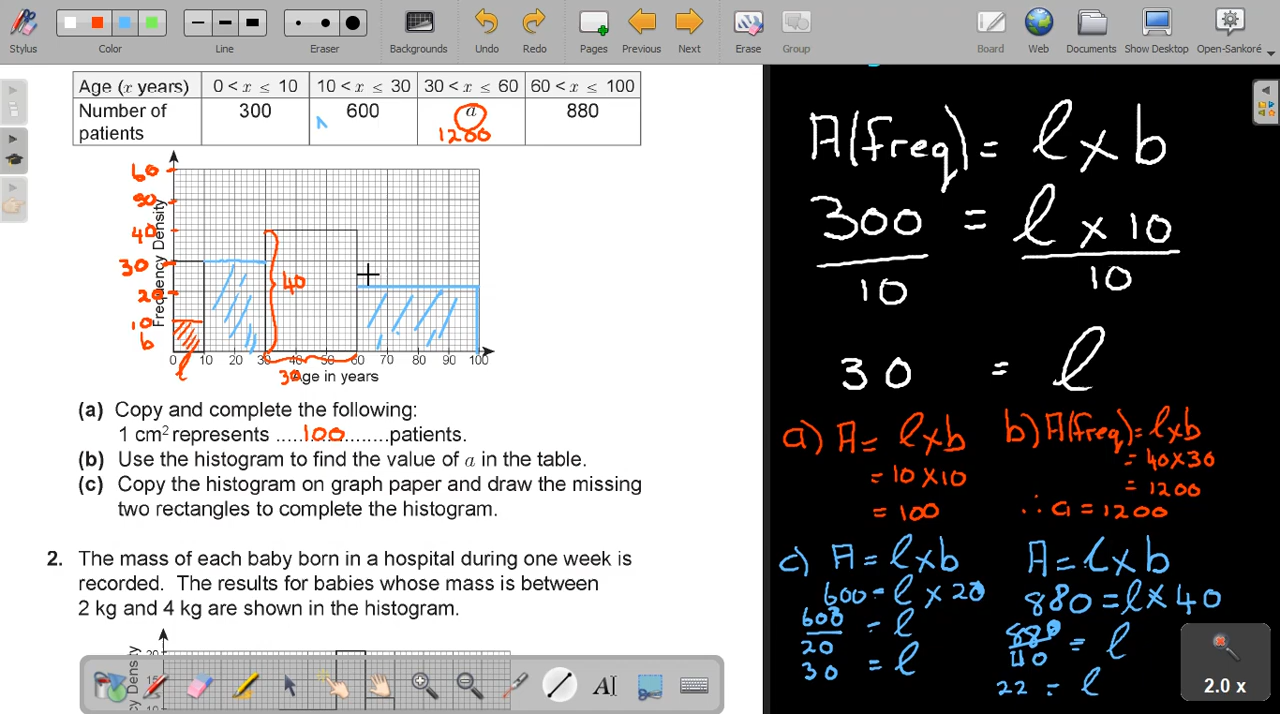 Stylus Color Line Eraser Backgrounds Undo Redo Pages Previous Next Erase Group Board Web Documents Show Desktop Open-Sankoré
Age (x years) 0 < x ≤ 10 10 < x ≤ 30 30 < x ≤ 60 60 < x ≤ 100
Number of patients 300 600 a 880
1200
60
50
40
30
20
10
6
Frequency Density
40
0 10 20 30 40 50 60 70 80 90 100
l 30 Age in years
(a) Copy and complete the following:
1 cm² represents .....100.........patients.
(b) Use the histogram to find the value of a in the table.
(c) Copy the histogram on graph paper and draw the missing
two rectangles to complete the histogram.
2. The mass of each baby born in a hospital during one week is
recorded. The results for babies whose mass is between
2 kg and 4 kg are shown in the histogram.
20
15
10
A(freq) = l x b
300 = l x 10
10 10
30 = l
a) A = l x b
= 10 x 10
= 100
b) A(freq) = l x b
= 40 x 30
= 1200
∴ a = 1200
c) A = l x b
600 = l x 20
600 = l
20
30 = l
A = l x b
880 = l x 40
880 = l
40
22 = l
2.0 x